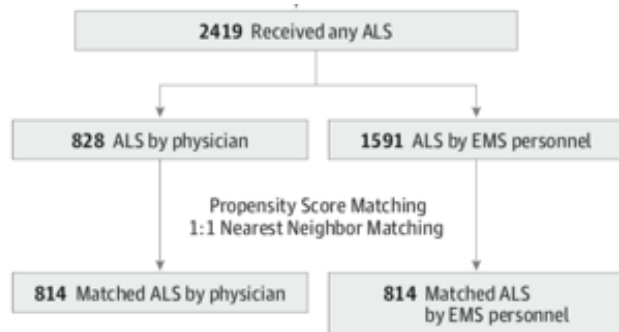 2419 Received any ALS
828 ALS by physician
1591 ALS by EMS personnel
Propensity Score Matching
1:1 Nearest Neighbor Matching
814 Matched ALS by physician
814 Matched ALS
by EMS personnel